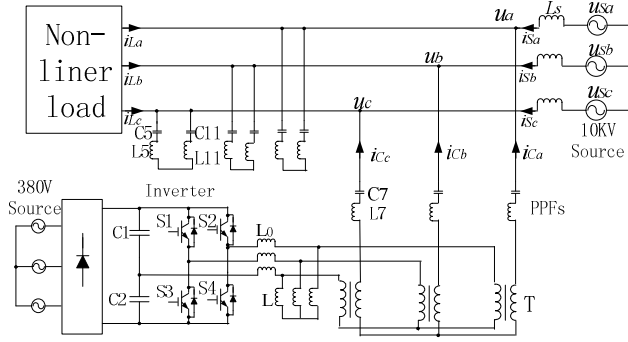 Non-
liner
load
iLa
iLb
iLc
ua
ub
uc
Ls
iSa
iSb
iSc
uSa
uSb
uSc
10KV
Source
C5
L5
C11
L11
iCc
iCb
iCa
C7
L7
PPFs
380V
Source
Inverter
C1
C2
S1
S2
S3
S4
L0
L
T